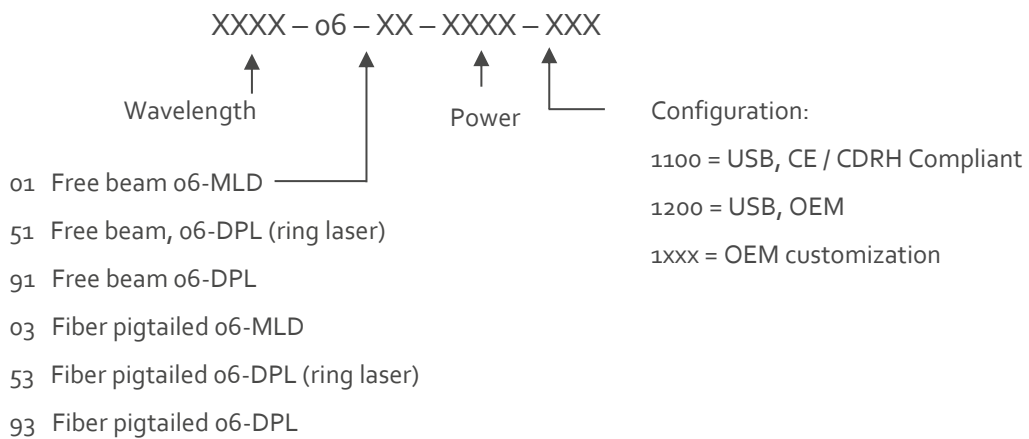 XXXX – 06 – XX – XXXX – XXX
Wavelength
Power
Configuration:
1100 = USB, CE / CDRH Compliant
1200 = USB, OEM
1xxx = OEM customization
01 Free beam 06-MLD
51 Free beam, 06-DPL (ring laser)
91 Free beam 06-DPL
03 Fiber pigtailed 06-MLD
53 Fiber pigtailed 06-DPL (ring laser)
93 Fiber pigtailed 06-DPL